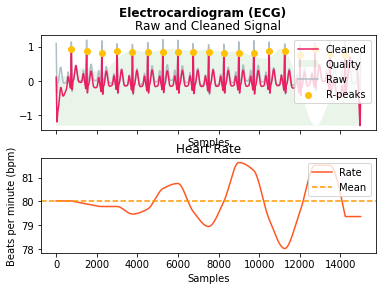 Electrocardiogram (ECG)
Raw and Cleaned Signal
1
0
−1
Cleaned
Quality
Raw
R-peaks
Samples
Heart Rate
Beats per minute (bpm)
81
80
79
78
Rate
Mean
0 2000 4000 6000 8000 10000 12000 14000
Samples